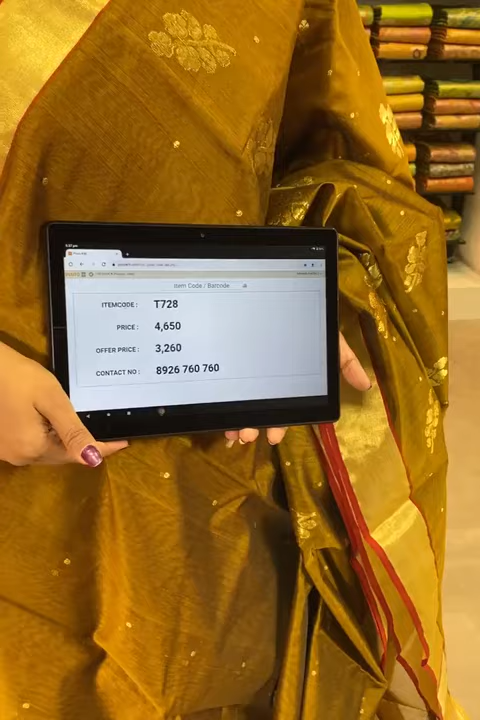 Item Code / Barcode
ITEMCODE : T728
PRICE : 4,650
OFFER PRICE : 3,260
CONTACT NO : 8926 760 760